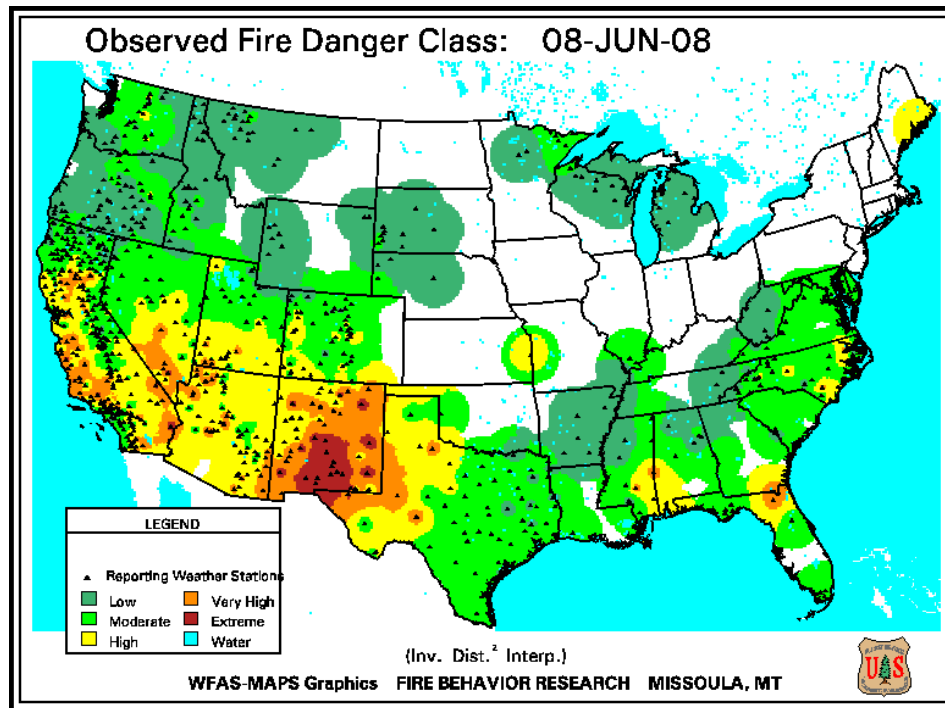 Observed Fire Danger Class: 08-JUN-08
LEGEND
Reporting Weather Stations
Low
Very High
Moderate
Extreme
High
Water
(Inv. Dist.² Interp.)
WFAS-MAPS Graphics FIRE BEHAVIOR RESEARCH MISSOULA, MT
U S